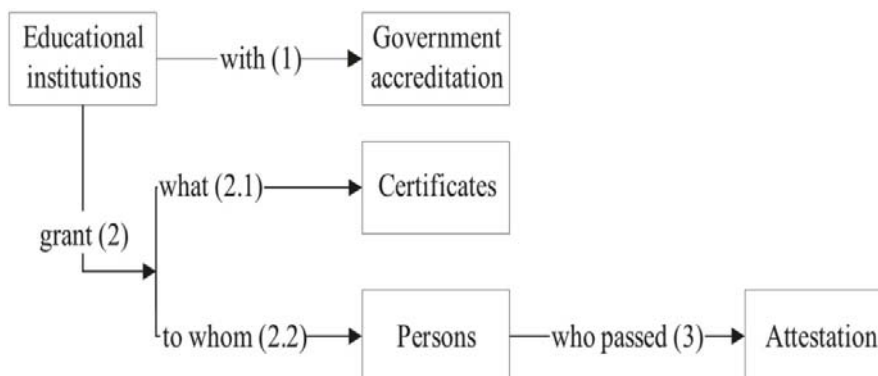 Educational
institutions
with (1)
Government
accreditation
what (2.1)
Certificates
grant (2)
to whom (2.2)
Persons
who passed (3)
Attestation